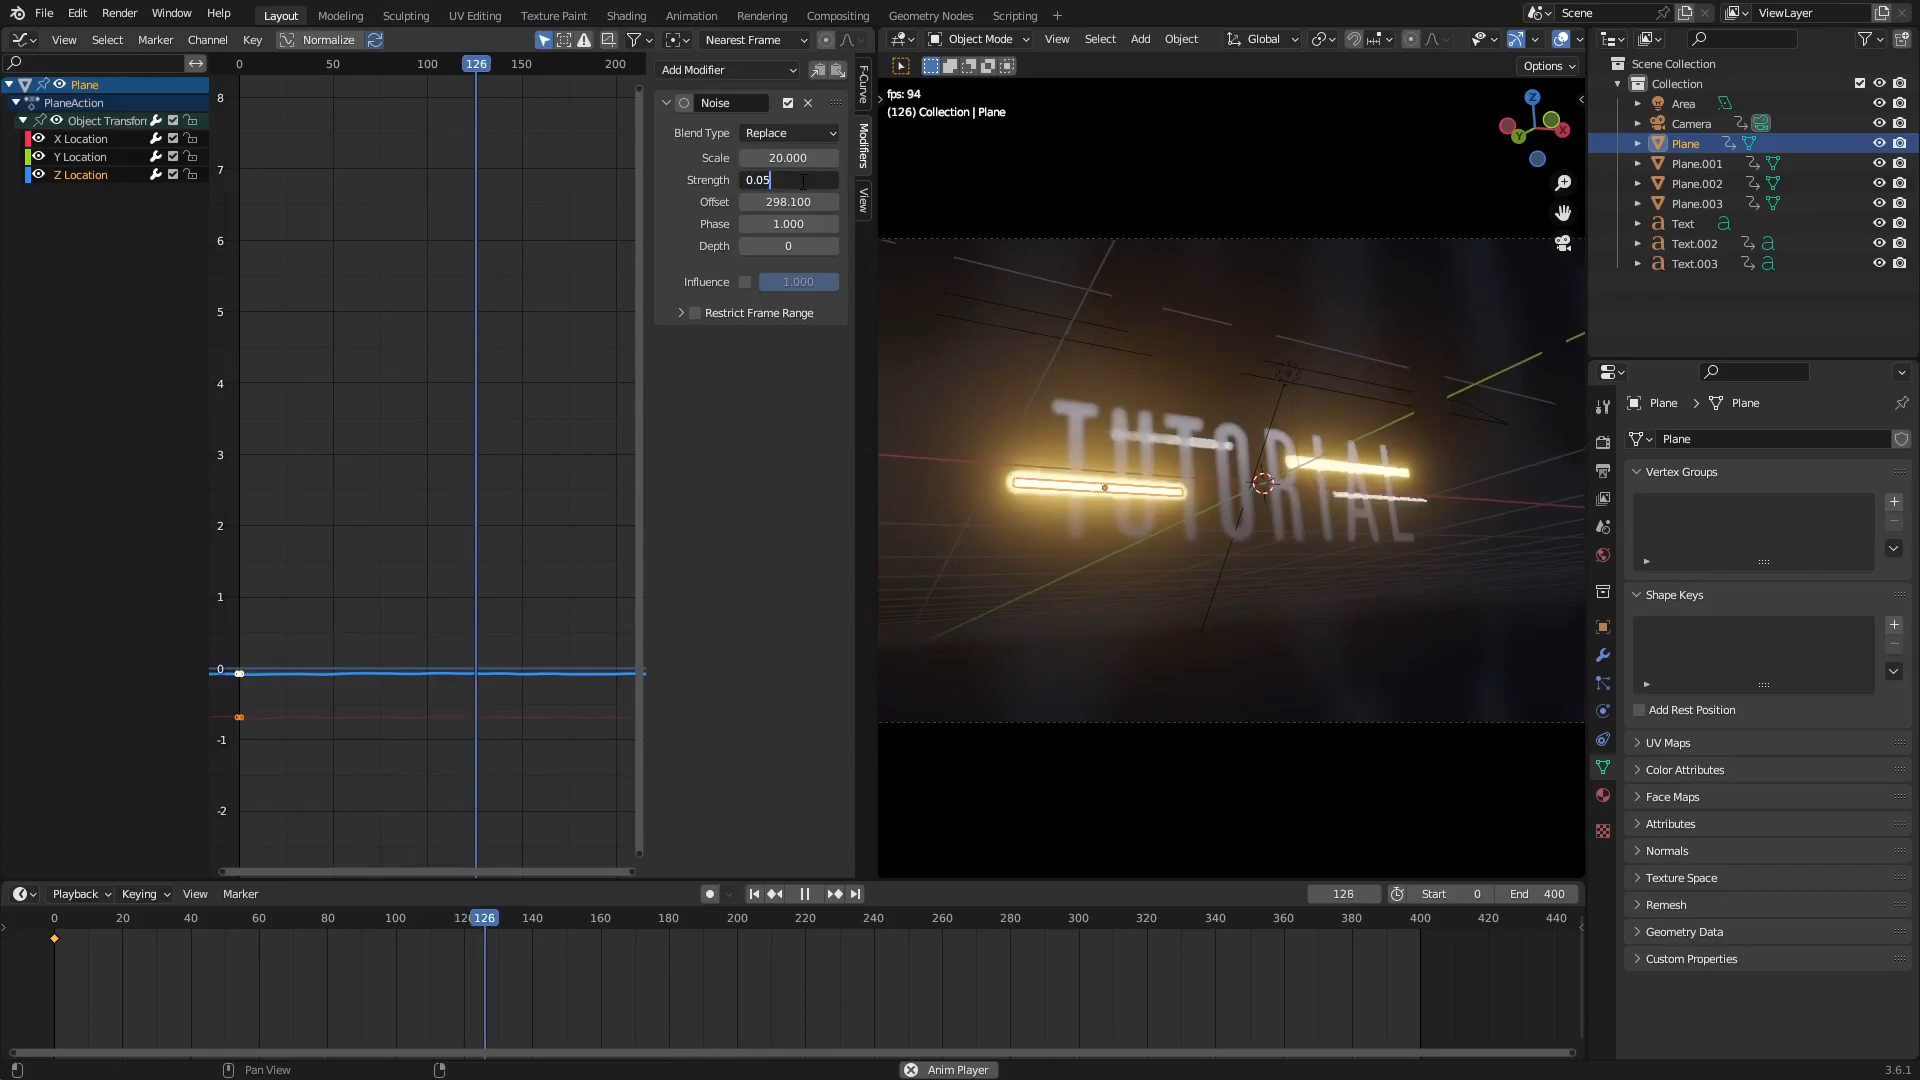 File Edit Render Window Help Layout Modeling Sculpting UV Editing Texture Paint Shading Animation Rendering Compositing Geometry Nodes Scripting + Scene ViewLayer
View Select Marker Channel Key Normalize Nearest Frame Object Mode View Select Add Object Global
Options
0 50 100 126 150 200
Plane
PlaneAction
Object Transforr
X Location
Y Location
Z Location
8
7
6
5
4
3
2
1
0
-1
-2
Add Modifier
Noise
Blend Type Replace
Scale 20.000
Strength 0.05
Offset 298.100
Phase 1.000
Depth 0
Influence 1.000
Restrict Frame Range
F-Curve
Modifiers
View
fps: 94
(126) Collection | Plane
Z
Y
X
TUTORIAL
Scene Collection
Collection
Area
Camera
Plane
Plane.001
Plane.002
Plane.003
Text
Text.002
Text.003
Plane > Plane
Plane
Vertex Groups
Shape Keys
Add Rest Position
UV Maps
Color Attributes
Face Maps
Attributes
Normals
Texture Space
Remesh
Geometry Data
Custom Properties
Playback Keying View Marker 126 Start 0 End 400
0 20 40 60 80 100 12 126 140 160 180 200 220 240 260 280 300 320 340 360 380 400 420 440
Pan View Anim Player 3.6.1